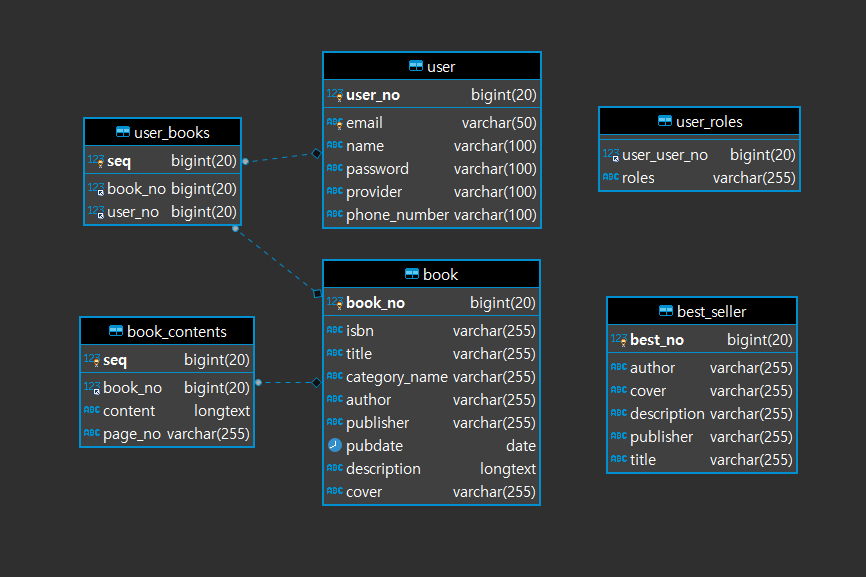 user
user_no bigint(20)
email varchar(50)
name varchar(100)
password varchar(100)
provider varchar(100)
phone_number varchar(100)
user_books
seq bigint(20)
book_no bigint(20)
user_no bigint(20)
user_roles
user_user_no bigint(20)
roles varchar(255)
book
book_no bigint(20)
isbn varchar(255)
title varchar(255)
category_name varchar(255)
author varchar(255)
publisher varchar(255)
pubdate date
description longtext
cover varchar(255)
book_contents
seq bigint(20)
book_no bigint(20)
content longtext
page_no varchar(255)
best_seller
best_no bigint(20)
author varchar(255)
cover varchar(255)
description varchar(255)
publisher varchar(255)
title varchar(255)